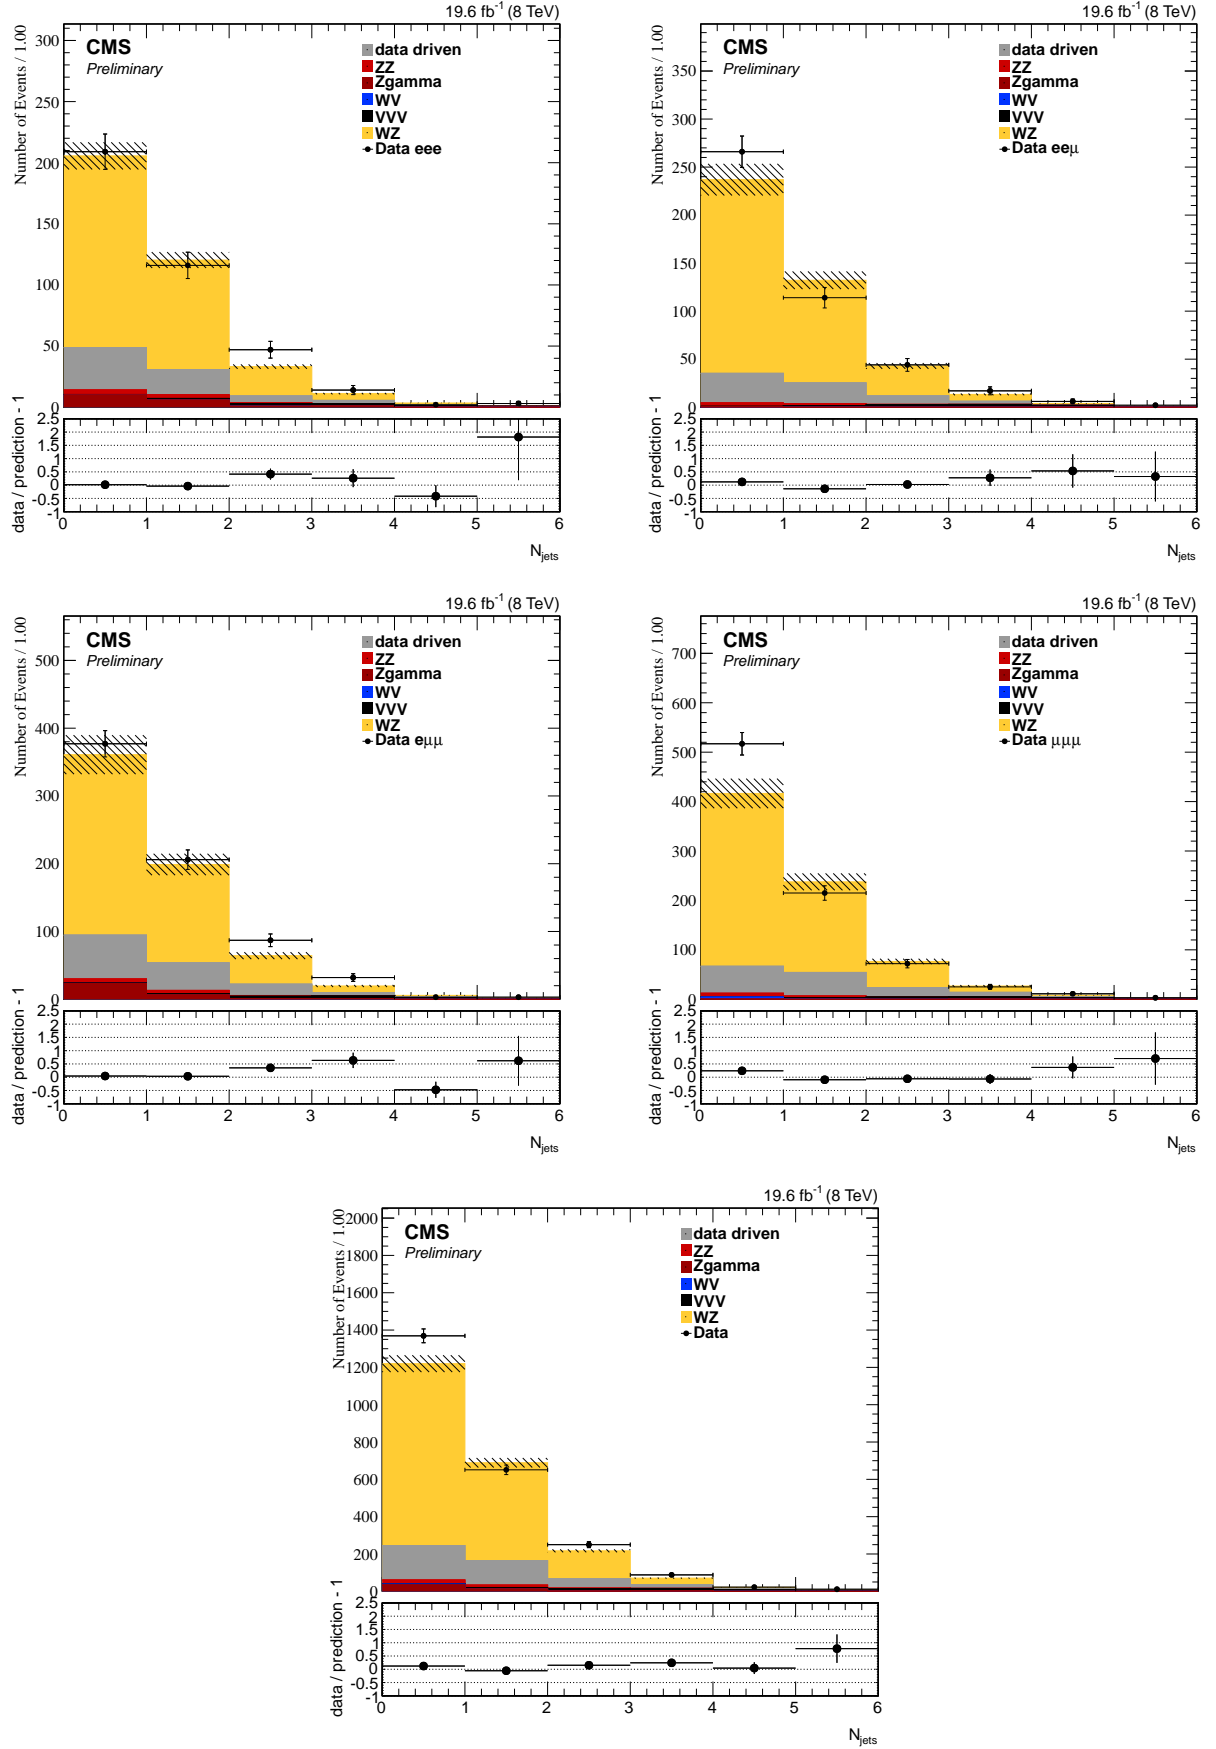 19.6 fb⁻¹ (8 TeV)
CMS
Preliminary
data driven
ZZ
Zgamma
WV
VVV
WZ
Data eee
Number of Events / 1.00
300
250
200
150
100
50
0
data / prediction - 1
2.5
2
1.5
1
0.5
0
-0.5
-1
0 1 2 3 4 5 6
N_jets
19.6 fb⁻¹ (8 TeV)
CMS
Preliminary
data driven
ZZ
Zgamma
WV
VVV
WZ
Data eeμ
Number of Events / 1.00
350
300
250
200
150
100
50
0
data / prediction - 1
2.5
2
1.5
1
0.5
0
-0.5
-1
0 1 2 3 4 5 6
N_jets
19.6 fb⁻¹ (8 TeV)
CMS
Preliminary
data driven
ZZ
Zgamma
WV
VVV
WZ
Data eμμ
Number of Events / 1.00
500
400
300
200
100
0
data / prediction - 1
2.5
2
1.5
1
0.5
0
-0.5
-1
0 1 2 3 4 5 6
N_jets
19.6 fb⁻¹ (8 TeV)
CMS
Preliminary
data driven
ZZ
Zgamma
WV
VVV
WZ
Data μμμ
Number of Events / 1.00
700
600
500
400
300
200
100
0
data / prediction - 1
2.5
2
1.5
1
0.5
0
-0.5
-1
0 1 2 3 4 5 6
N_jets
19.6 fb⁻¹ (8 TeV)
CMS
Preliminary
data driven
ZZ
Zgamma
WV
VVV
WZ
Data
Number of Events / 1.00
2000
1800
1600
1400
1200
1000
800
600
400
200
0
data / prediction - 1
2.5
2
1.5
1
0.5
0
-0.5
-1
0 1 2 3 4 5 6
N_jets